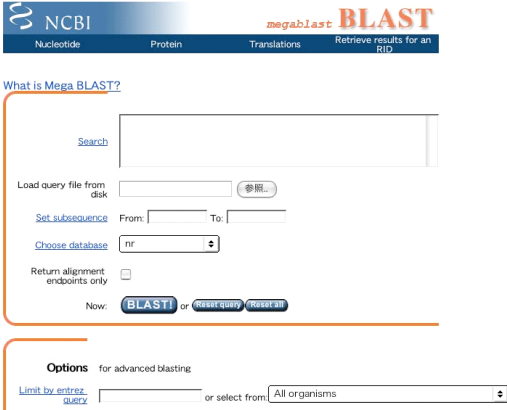 NCBI
megablast BLAST
Nucleotide Protein Translations Retrieve results for an RID
What is Mega BLAST?
Search
Load query file from disk
参照...
Set subsequence From: To:
Choose database nr
Return alignment endpoints only
Now: BLAST! or Reset query Reset all
Options for advanced blasting
Limit by entrez query or select from: All organisms